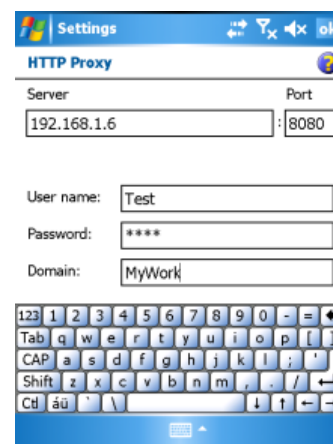 Settings ok
HTTP Proxy ?
Server Port
192.168.1.6 : 8080
User name: Test
Password: ****
Domain: MyWork
123 1 2 3 4 5 6 7 8 9 0 - =
Tab q w e r t y u i o p [ ]
CAP a s d f g h j k l ; '
Shift z x c v b n m , . /
Ctl áü ` \